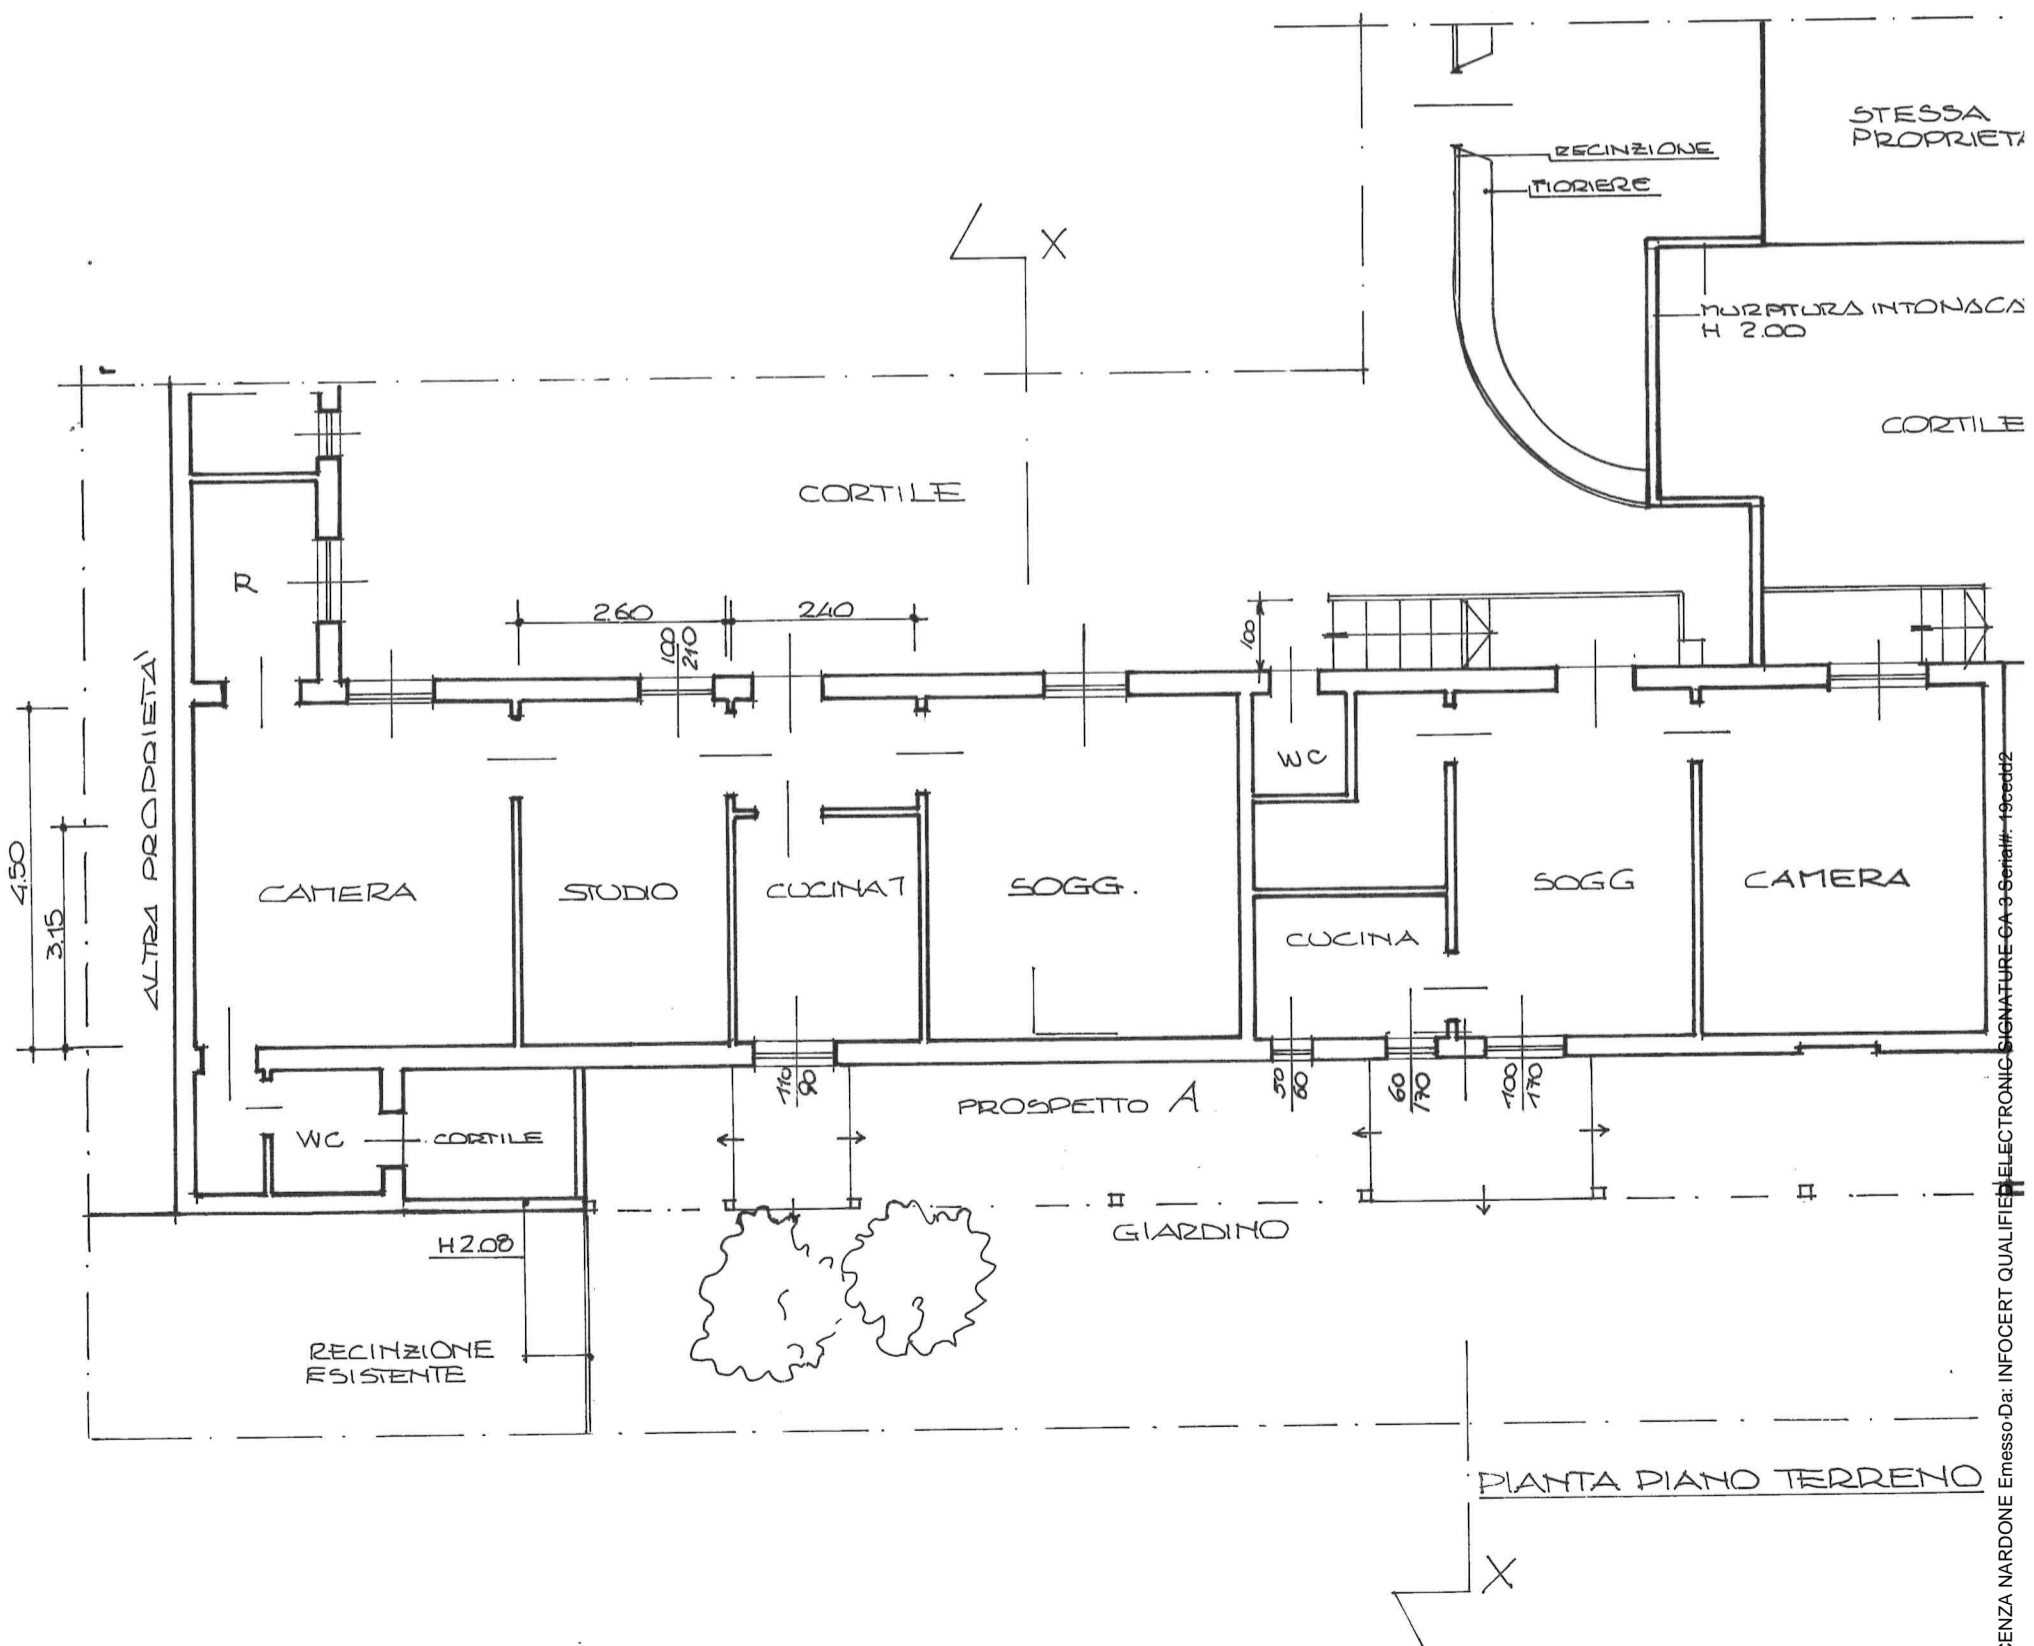 STESSA
PROPRIETA
RECINZIONE
FIORIERE
X
MURATURA INTONACA
H 2.00
CORTILE
CORTILE
R
2.60
240
100
210
100
ALTRA PROPRIETA'
4.50
3.15
WC
CAMERA
STUDIO
CUCINA 1
SOGG.
SOGG
CAMERA
CUCINA
110
90
50
60
60
170
100
170
PROSPETTO A
WC
CORTILE
H 2.08
GIARDINO
RECINZIONE
ESISTENTE
PIANTA PIANO TERRENO
X
CENZA NARDONE Emesso Da: INFOCERT QUALIFIED ELECTRONIC SIGNATURE CA 3 Serial#: 19cedd2